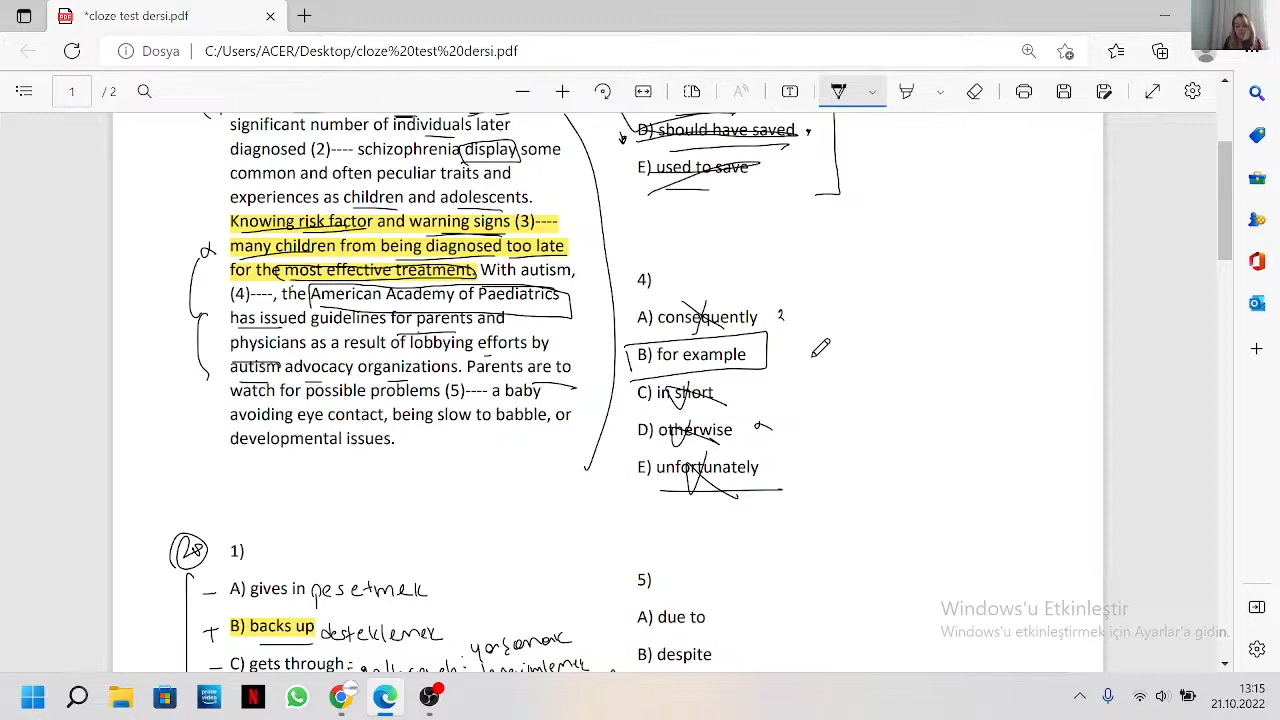 *cloze test dersi.pdf
Dosya
C:/Users/ACER/Desktop/cloze%20test%20dersi.pdf
1 / 2
significant number of individuals later
diagnosed (2)---- schizophrenia display some
common and often peculiar traits and
experiences as children and adolescents.
Knowing risk factor and warning signs (3)----
many children from being diagnosed too late
for the most effective treatment. With autism,
(4)----, the American Academy of Paediatrics
has issued guidelines for parents and
physicians as a result of lobbying efforts by
autism advocacy organizations. Parents are to
watch for possible problems (5)---- a baby
avoiding eye contact, being slow to babble, or
developmental issues.
28
1)
A) gives in pes etmek
B) backs up desteklemek
C) gets through
D) should have saved
E) used to save
4)
A) consequently
B) for example
C) in short
D) otherwise
E) unfortunately
5)
A) due to
B) despite
Windows'u Etkinleştir
Windows'u etkinleştirmek için Ayarlar'a gidin.
prime video
N
13:15
21.10.2022